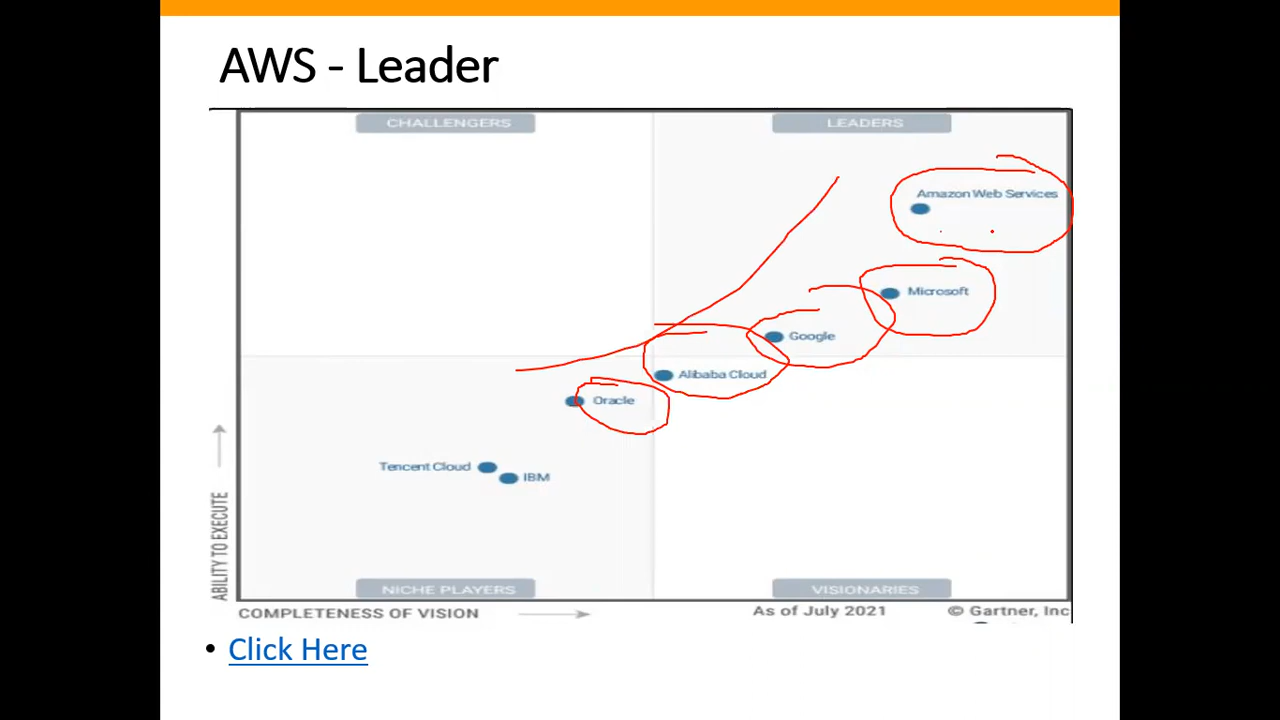 AWS - Leader
CHALLENGERS
LEADERS
Amazon Web Services
Microsoft
Google
Alibaba Cloud
Oracle
Tencent Cloud
IBM
ABILITY TO EXECUTE
NICHE PLAYERS
VISIONARIES
COMPLETENESS OF VISION
As of July 2021
© Gartner, Inc
• Click Here